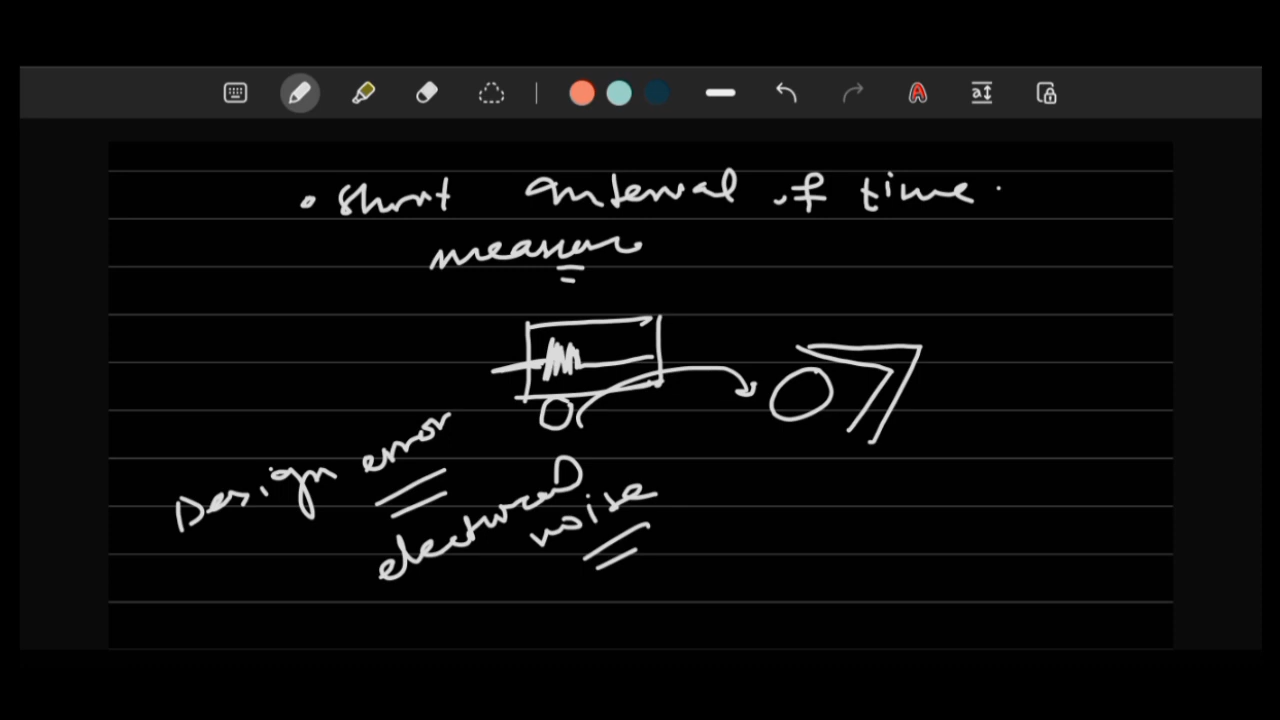 • Short interval of time.
measure
Design error
electrical
noise